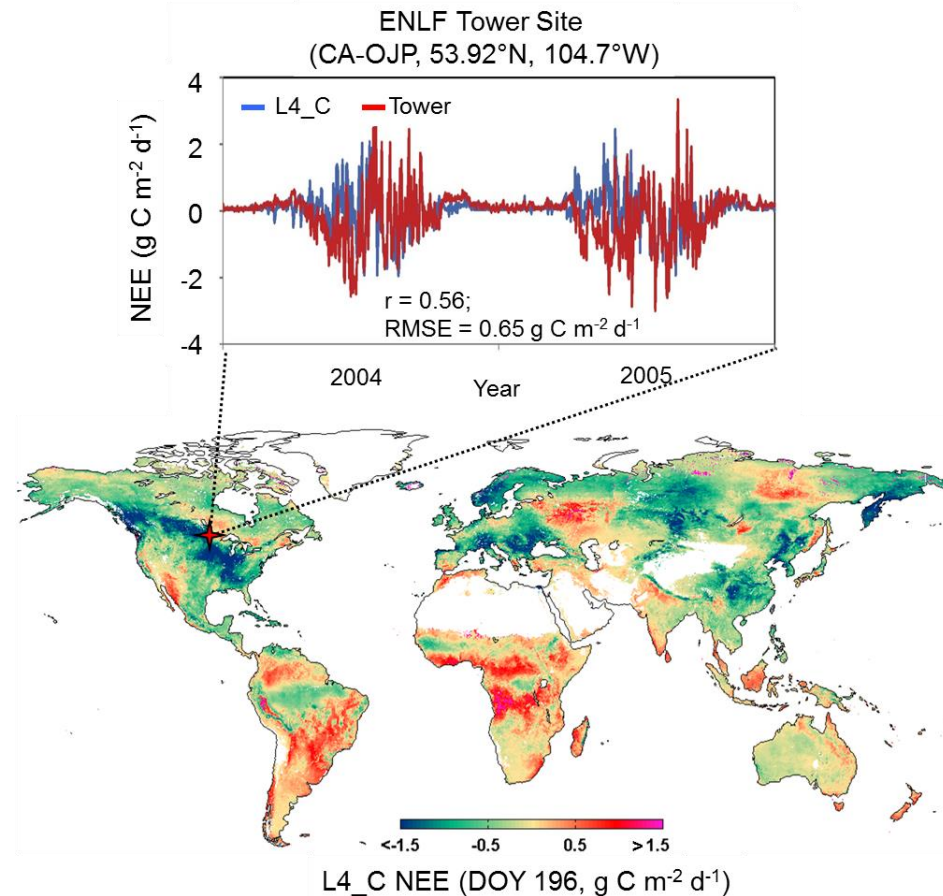 ENLF Tower Site
(CA-OJP, 53.92°N, 104.7°W)
4
L4_C Tower
2
0
-2
-4
NEE (g C m⁻² d⁻¹)
r = 0.56;
RMSE = 0.65 g C m⁻² d⁻¹
2004 Year 2005
<-1.5 -0.5 0.5 >1.5
L4_C NEE (DOY 196, g C m⁻² d⁻¹)